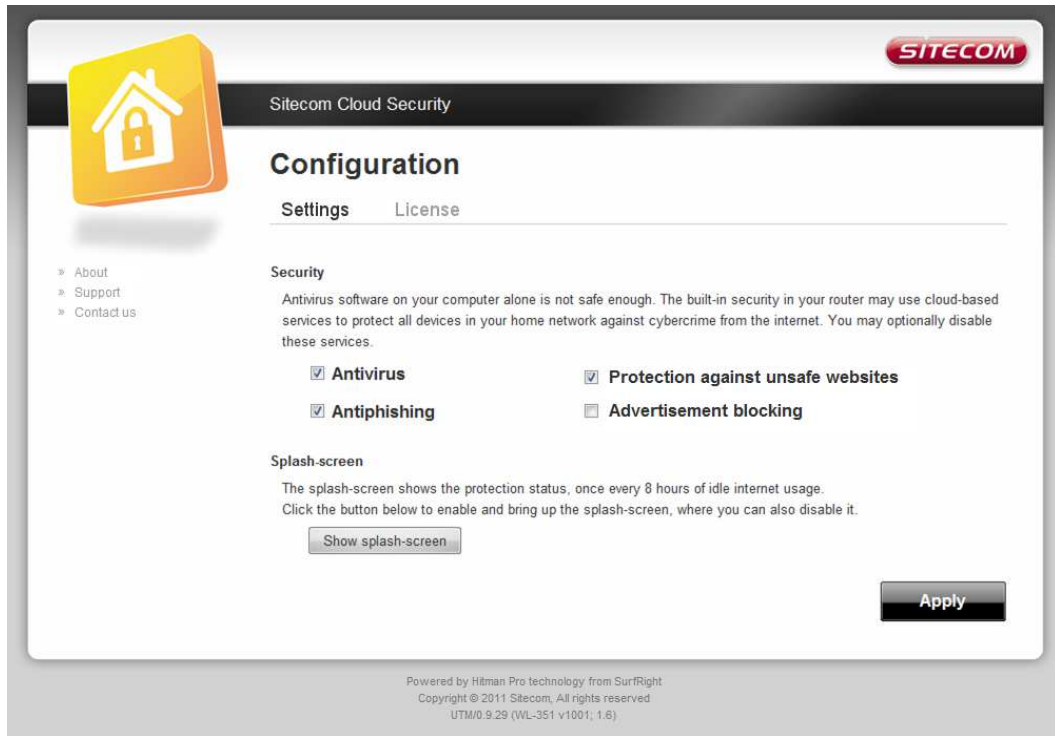 SITECOM
Sitecom Cloud Security
Configuration
Settings License
» About
» Support
» Contact us
Security
Antivirus software on your computer alone is not safe enough. The built-in security in your router may use cloud-based
services to protect all devices in your home network against cybercrime from the internet. You may optionally disable
these services.
Antivirus
Protection against unsafe websites
Antiphishing
Advertisement blocking
Splash-screen
The splash-screen shows the protection status, once every 8 hours of idle internet usage.
Click the button below to enable and bring up the splash-screen, where you can also disable it.
Show splash-screen
Apply
Powered by Hitman Pro technology from SurfRight
Copyright © 2011 Sitecom, All rights reserved
UTM/0.9.29 (WL-351 v1001; 1.6)